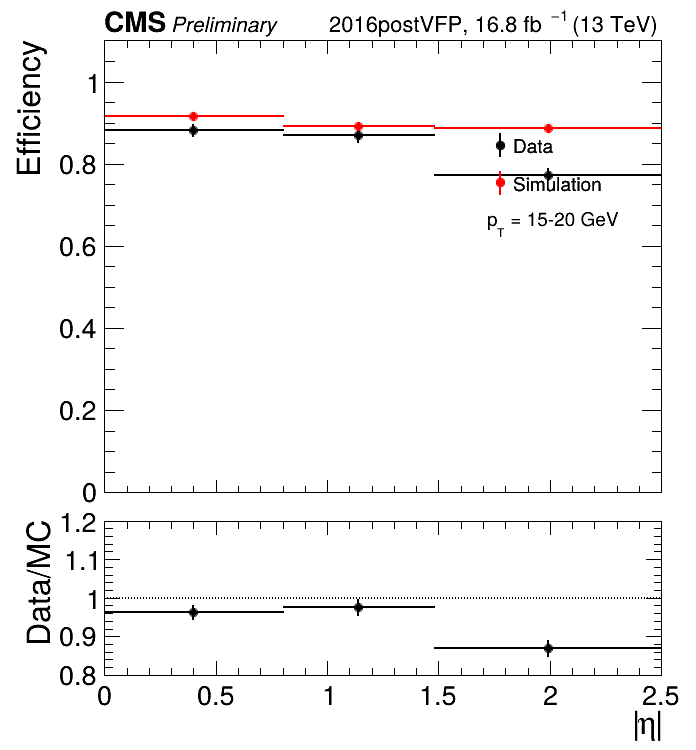 CMS Preliminary 2016postVFP, 16.8 fb⁻¹ (13 TeV)
Efficiency
1
0.8
0.6
0.4
0.2
0
Data
Simulation
p_T = 15-20 GeV
Data/MC
1.2
1.1
1
0.9
0.8
0 0.5 1 1.5 2 2.5
|η|